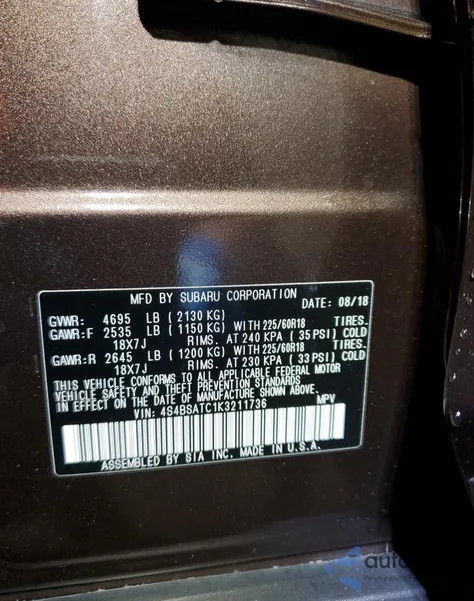 MFD BY SUBARU CORPORATION DATE: 08/18
GVWR: 4695 LB (2130 KG)
GAWR:F 2535 LB (1150 KG) WITH 225/60R18 TIRES.
18X7J RIMS. AT 240 KPA (35 PSI) COLD
GAWR:R 2645 LB (1200 KG) WITH 225/60R18 TIRES.
18X7J RIMS. AT 230 KPA (33 PSI) COLD
THIS VEHICLE CONFORMS TO ALL APPLICABLE FEDERAL MOTOR
VEHICLE SAFETY AND BUMPER STANDARDS IN EFFECT ON THE
DATE OF MANUFACTURE SHOWN ABOVE.
VIN: 4S4BSATC1K3211736 MPV
ASSEMBLED BY SIA INC. MADE IN U.S.A.